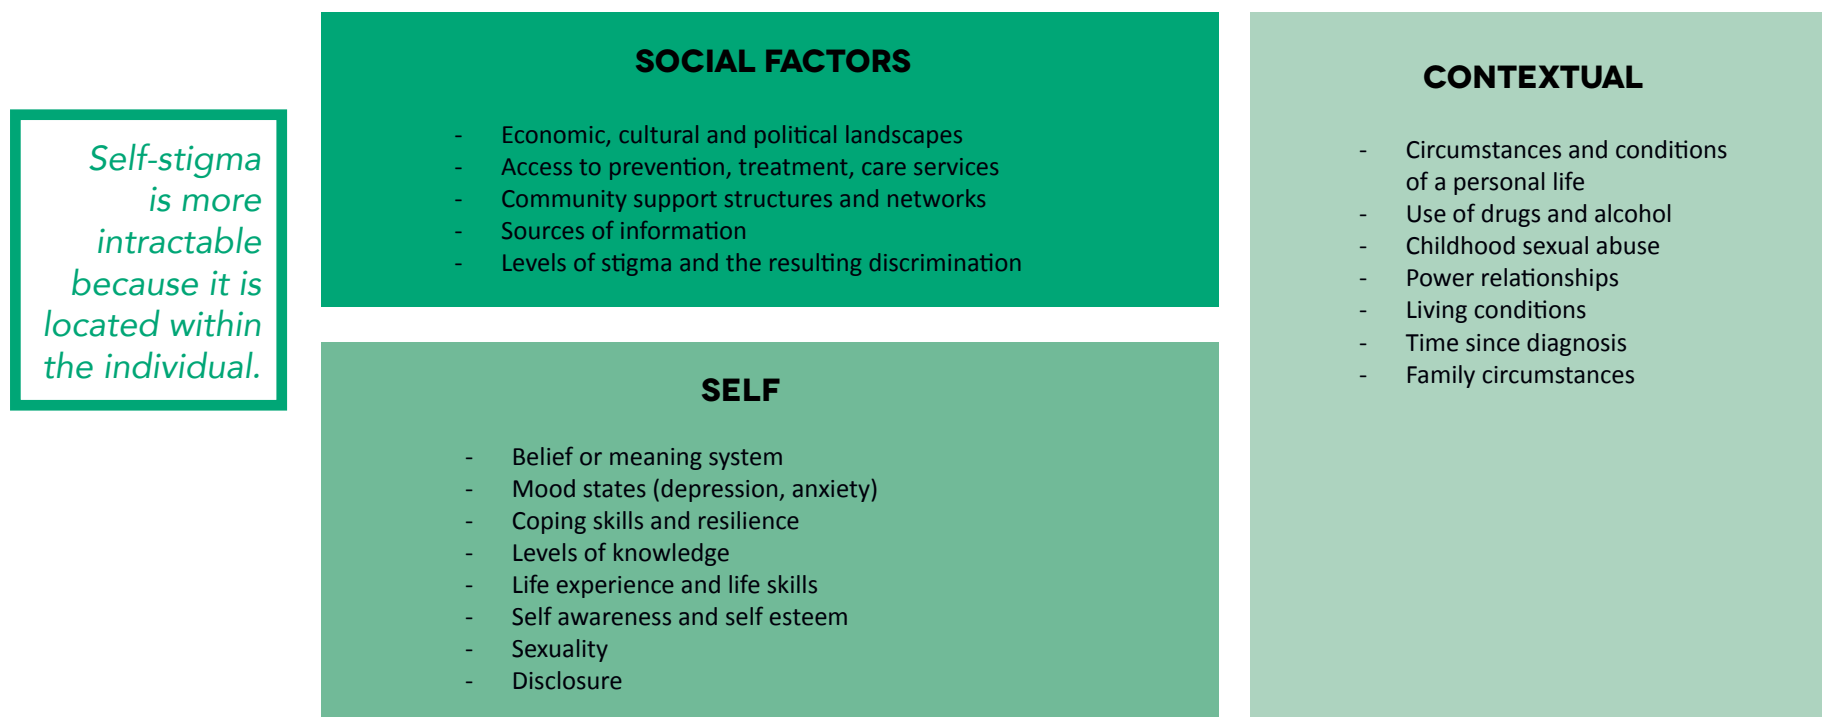 Self-stigma
is more
intractable
because it is
located within
the individual.
SOCIAL FACTORS
- Economic, cultural and political landscapes
- Access to prevention, treatment, care services
- Community support structures and networks
- Sources of information
- Levels of stigma and the resulting discrimination
SELF
- Belief or meaning system
- Mood states (depression, anxiety)
- Coping skills and resilience
- Levels of knowledge
- Life experience and life skills
- Self awareness and self esteem
- Sexuality
- Disclosure
CONTEXTUAL
- Circumstances and conditions
of a personal life
- Use of drugs and alcohol
- Childhood sexual abuse
- Power relationships
- Living conditions
- Time since diagnosis
- Family circumstances